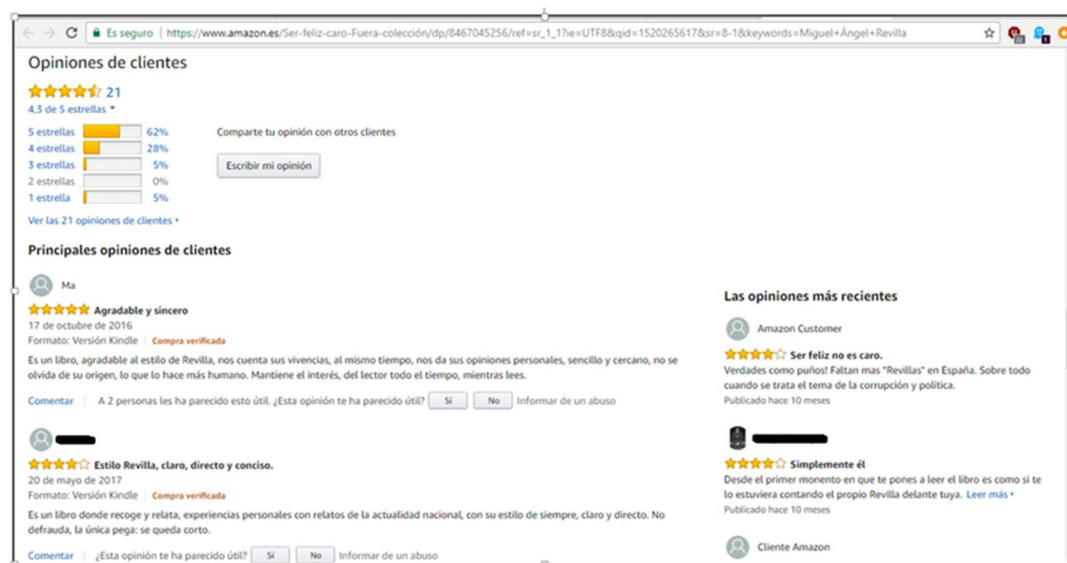 Es seguro | https://www.amazon.es/Ser-feliz-caro-Fuera-colección/dp/8467045256/ref=sr_1_1?ie=UTF8&qid=1520265617&sr=8-1&keywords=Miguel+Ángel+Revilla
Opiniones de clientes
21
4,3 de 5 estrellas
5 estrellas 62%
4 estrellas 28%
3 estrellas 5%
2 estrellas 0%
1 estrella 5%
Comparte tu opinión con otros clientes
Escribir mi opinión
Ver las 21 opiniones de clientes
Principales opiniones de clientes
Ma
Agradable y sincero
17 de octubre de 2016
Formato: Versión Kindle | Compra verificada
Es un libro, agradable al estilo de Revilla, nos cuenta sus vivencias, al mismo tiempo, nos da sus opiniones personales, sencillo y cercano, no se
olvida de su origen, lo que lo hace más humano. Mantiene el interés, del lector todo el tiempo, mientras lees.
Comentar | A 2 personas les ha parecido esto útil. ¿Esta opinión te ha parecido útil? Sí No Informar de un abuso
Estilo Revilla, claro, directo y conciso.
20 de mayo de 2017
Formato: Versión Kindle | Compra verificada
Es un libro donde recoge y relata, experiencias personales con relatos de la actualidad nacional, con su estilo de siempre, claro y directo. No
defrauda, la única pega: se queda corto.
Comentar | ¿Esta opinión te ha parecido útil? Sí No Informar de un abuso
Las opiniones más recientes
Amazon Customer
Ser feliz no es caro.
Verdades como puños! Faltan mas "Revillas" en España. Sobre todo
cuando se trata el tema de la corrupción y política.
Publicado hace 10 meses
Simplemente él
Desde el primer monento en que te pones a leer el libro es como si te
lo estuviera contando el propio Revilla delante tuya. Leer más
Publicado hace 10 meses
Cliente Amazon